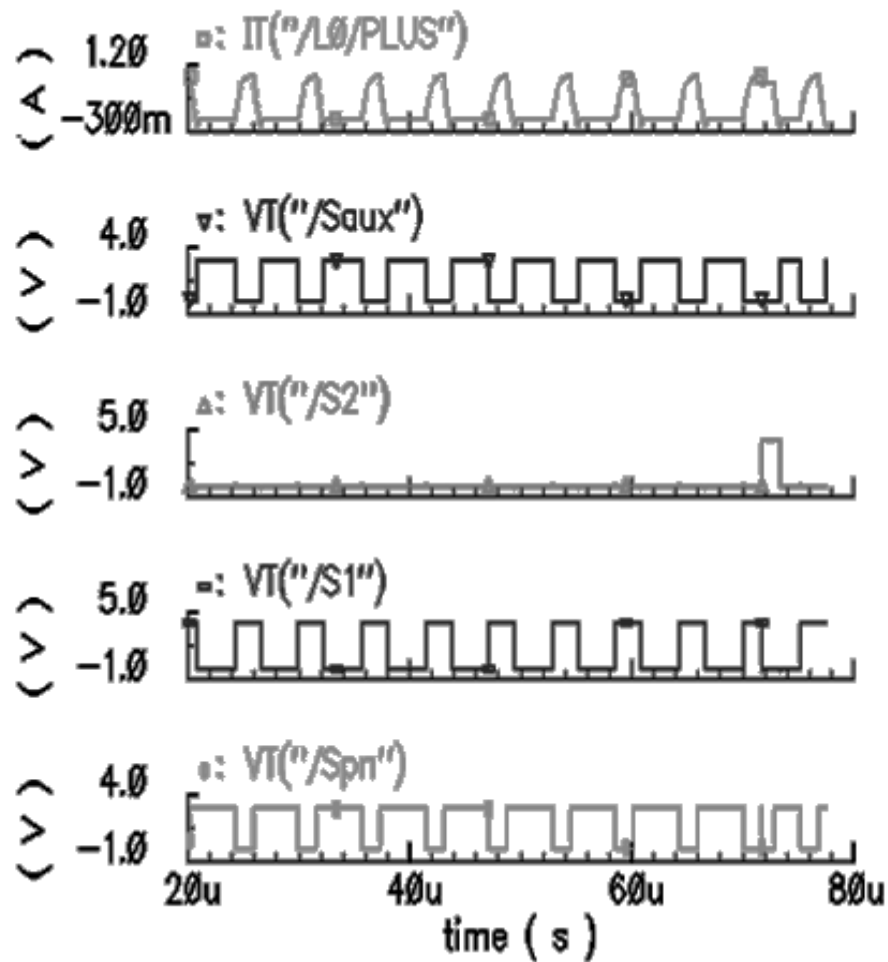 IT("/LØ/PLUS")
1.2Ø
( A )
-3ØØm
VT("/Saux")
4.Ø
( V )
-1.Ø
VT("/S2")
5.Ø
( V )
-1.Ø
VT("/S1")
5.Ø
( V )
-1.Ø
VT("/Spn")
4.Ø
( V )
-1.Ø
2Øu 4Øu 6Øu 8Øu
time ( s )